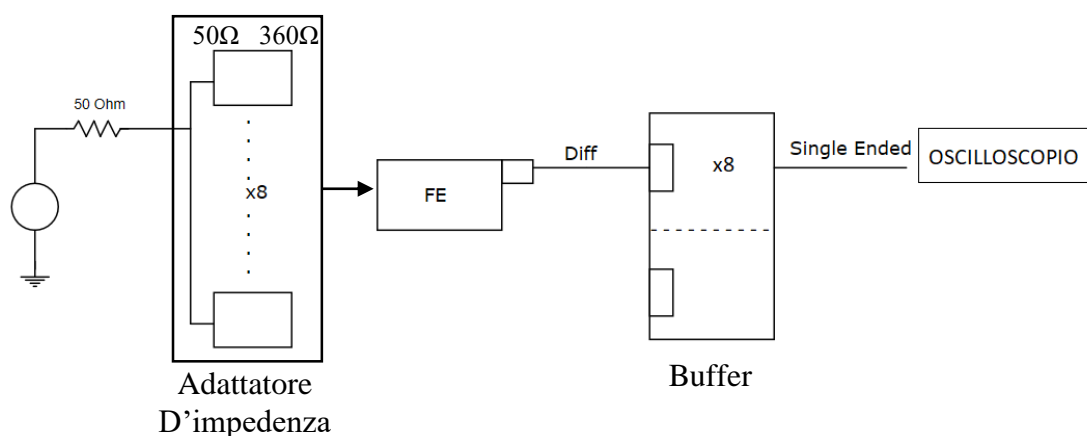 50Ω 360Ω
50 Ohm
x8
Adattatore
D’impedenza
FE
Diff
x8
Buffer
Single Ended
OSCILLOSCOPIO